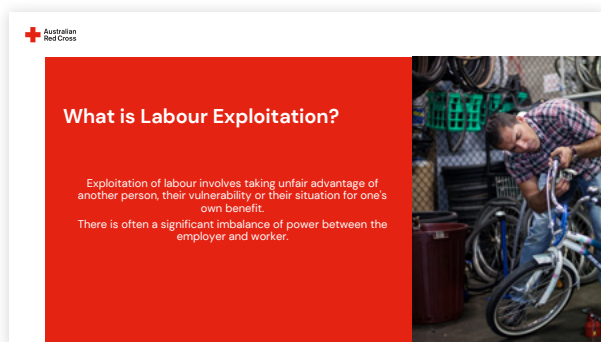 Australian
Red Cross
What is Labour Exploitation?
Exploitation of labour involves taking unfair advantage of
another person, their vulnerability or their situation for one's
own benefit.
There is often a significant imbalance of power between the
employer and worker.